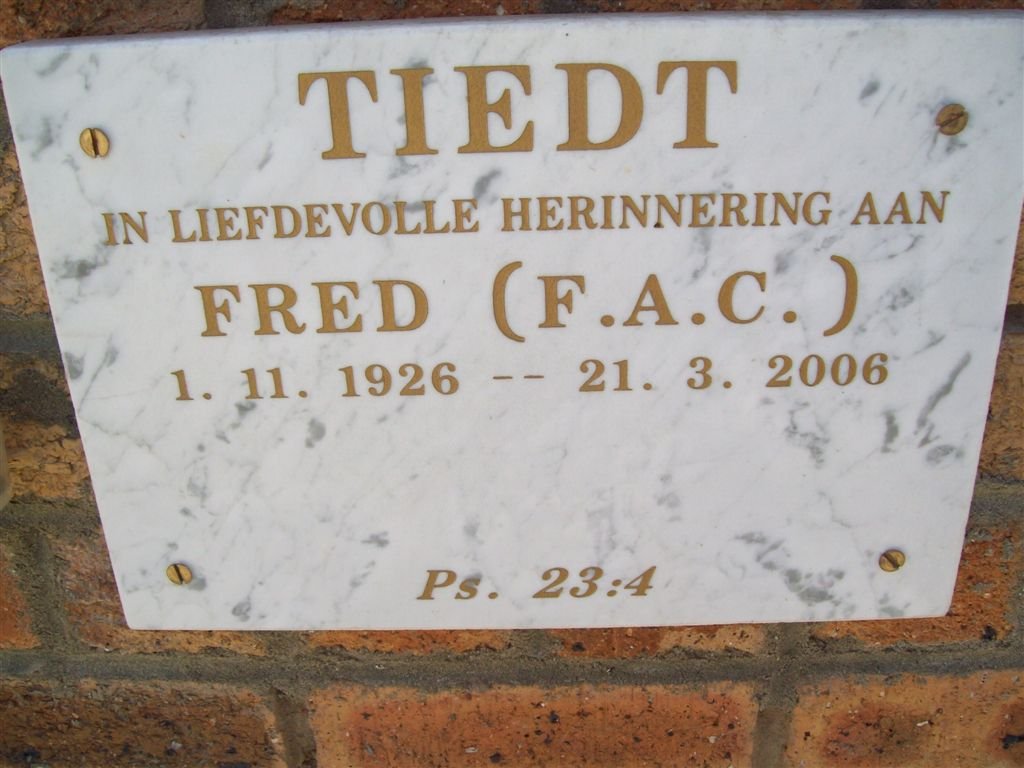 TIEDT
IN LIEFDEVOLLE HERINNERING AAN
FRED (F.A.C.)
1. 11. 1926 -- 21. 3. 2006
Ps. 23:4